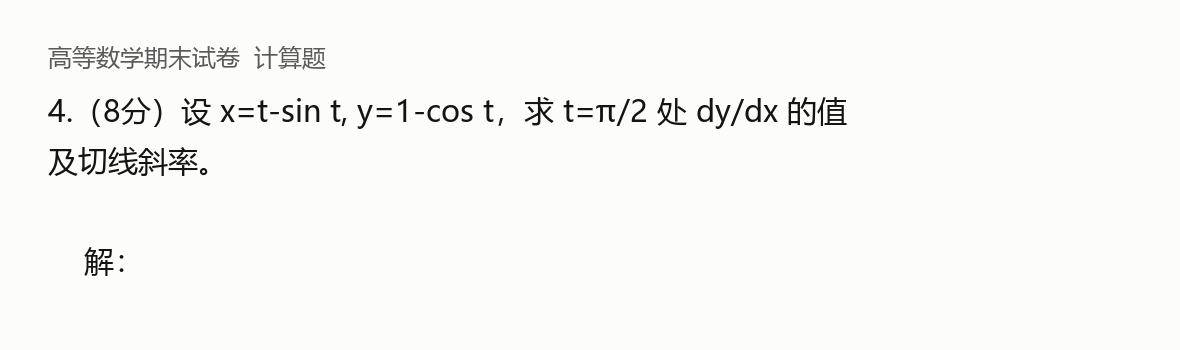 高等数学期末试卷  计算题
4.（8分）设 x=t-sin t, y=1-cos t，求 t=π/2 处 dy/dx 的值
及切线斜率。
解：